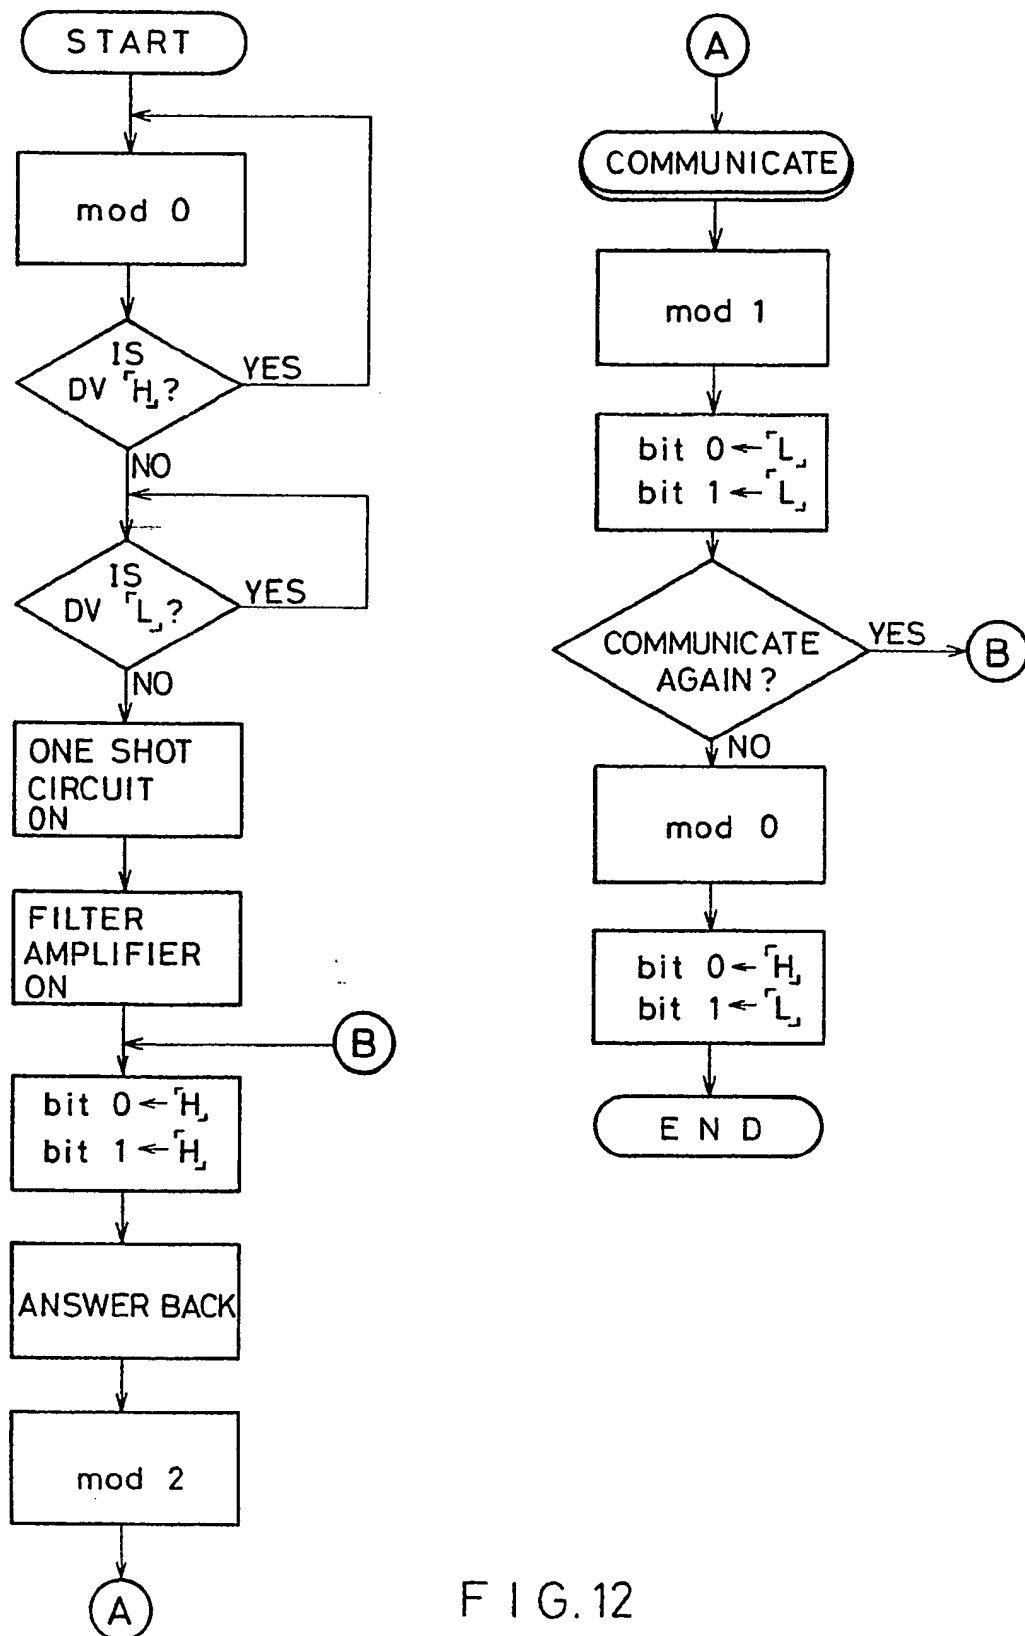 START
mod 0
IS
DV 「H」?
YES
NO
IS
DV 「L」?
YES
NO
ONE SHOT
CIRCUIT
ON
FILTER
AMPLIFIER
ON
B
bit 0←「H」
bit 1←「H」
ANSWER BACK
mod 2
A
A
COMMUNICATE
mod 1
bit 0←「L」
bit 1←「L」
COMMUNICATE
AGAIN?
YES
B
NO
mod 0
bit 0←「H」
bit 1←「L」
END
FIG.12